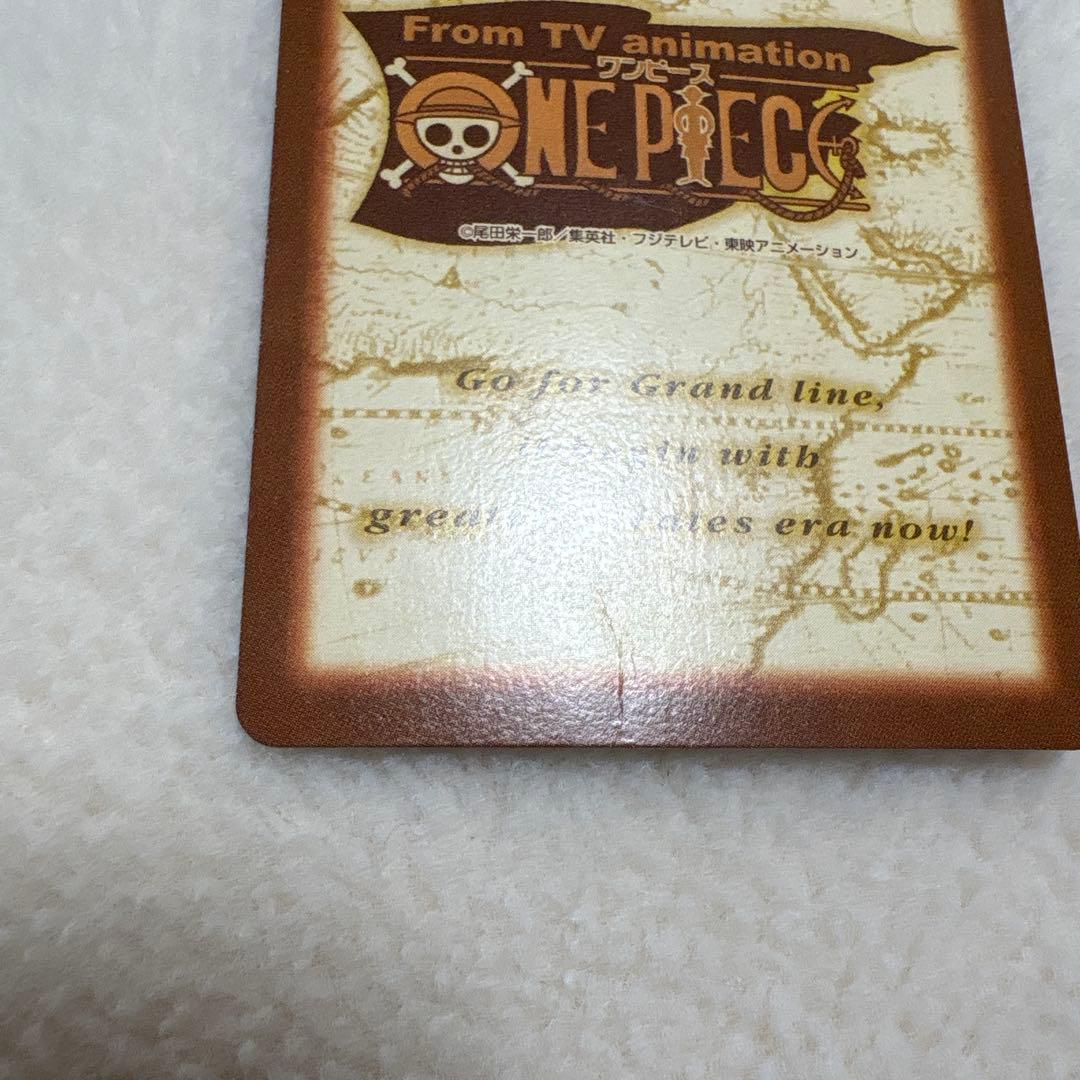 From TV animation
ワンピース
ONE PIECE
©尾田栄一郎／集英社・フジテレビ・東映アニメーション
Go for Grand line,
with
era now!